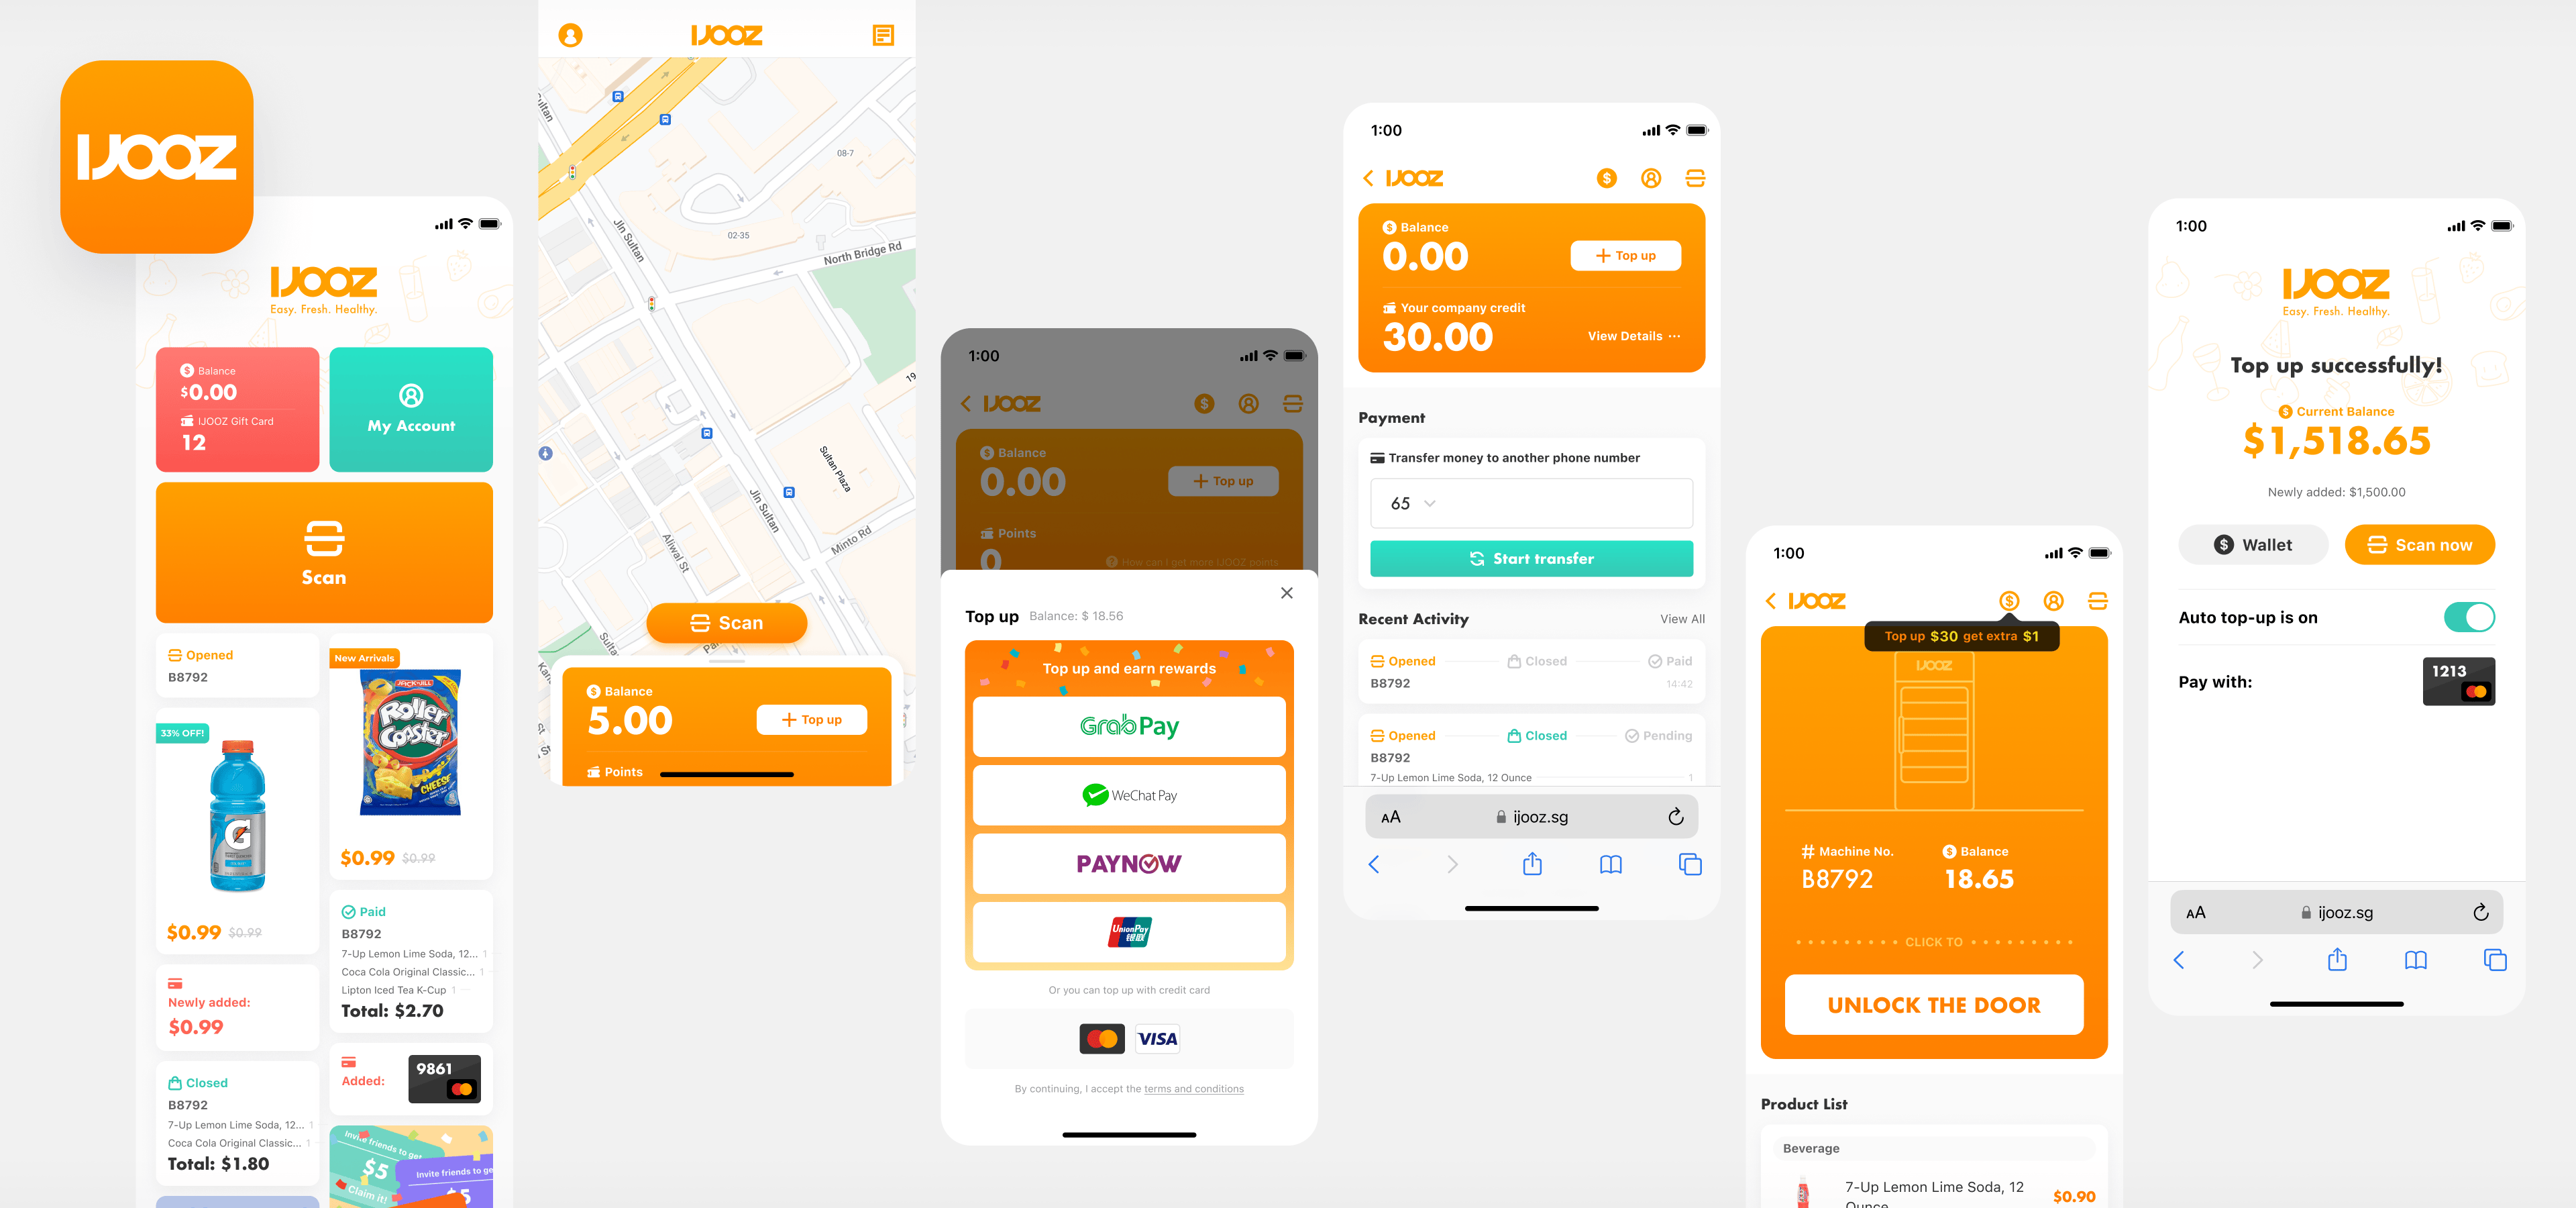 IJOOZ
IJOOZ
Easy. Fresh. Healthy.
Balance
$0.00
IJOOZ Gift Card
12
My Account
Scan
Opened
B8792
33% OFF!
G
$0.99 $0.99
Newly added:
$0.99
Closed
B8792
7-Up Lemon Lime Soda, 12... 1
Coca Cola Original Classic... 1
Total: $1.80
New Arrivals
JACK 'n JILL
Roller
Coaster
CHEESE
$0.99 $0.99
Paid
B8792
7-Up Lemon Lime Soda, 12... 1
Coca Cola Original Classic... 1
Lipton Iced Tea K-Cup 1
Total: $2.70
Added:
9861
Invite friends to get
$5
Claim it!
Invite friends to ge
$5
IJOOZ
Sultan
08-7
02-35
Jln Sultan
North Bridge Rd
19
Sultan Plaza
Jln Sultan
Aliwal St
Minto Rd
Sulta
Scan
Balance
5.00
+ Top up
Points
1:00
IJOOZ
Balance
0.00
+ Top up
Points
0
How can I get more IJOOZ points
Top up Balance: $ 18.56
Top up and earn rewards
GrabPay
WeChat Pay
PAYNOW
UnionPay
银联
Or you can top up with credit card
VISA
By continuing, I accept the terms and conditions
1:00
IJOOZ
Balance
0.00
+ Top up
Your company credit
30.00
View Details ···
Payment
Transfer money to another phone number
65
Start transfer
Recent Activity View All
Opened Closed Paid
B8792 14:42
Opened Closed Pending
B8792
7-Up Lemon Lime Soda, 12 Ounce 1
AA ijooz.sg
1:00
IJOOZ
Top up $30 get extra $1
IJOOZ
# Machine No. Balance
B8792 18.65
CLICK TO
UNLOCK THE DOOR
Product List
Beverage
7-Up Lemon Lime Soda, 12
Ounce
$0.90
1:00
IJOOZ
Easy. Fresh. Healthy.
Top up successfully!
Current Balance
$1,518.65
Newly added: $1,500.00
Wallet Scan now
Auto top-up is on
Pay with:
1213
AA ijooz.sg